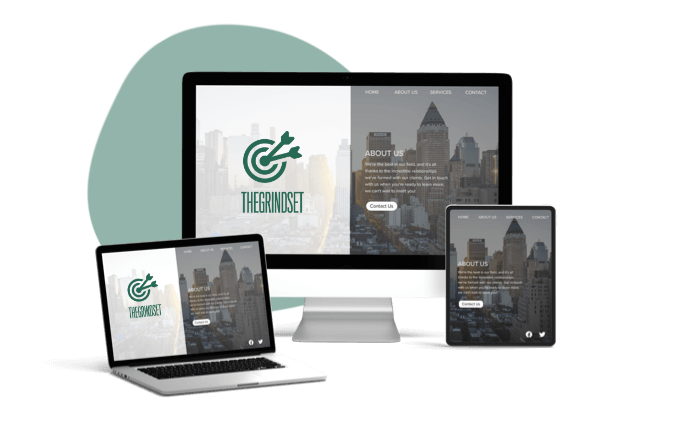 HOME ABOUT US SERVICES CONTACT
ABOUT US
We're the best in our field, and it's all
thanks to the incredible relationships
we've formed with our clients. Get in touch
with us when you're ready to learn more,
we can't wait to meet you!
Contact Us
THEGRINDSET
HOME ABOUT US SERVICES CONTACT
ABOUT US
We're the best in our field, and it's all
thanks to the incredible relationships
we've formed with our clients. Get in touch
with us when you're ready to learn more,
we can't wait to meet you!
Contact Us
HOME ABOUT US SERVICES CONTACT
ABOUT US
Contact Us
THEGRINDSET